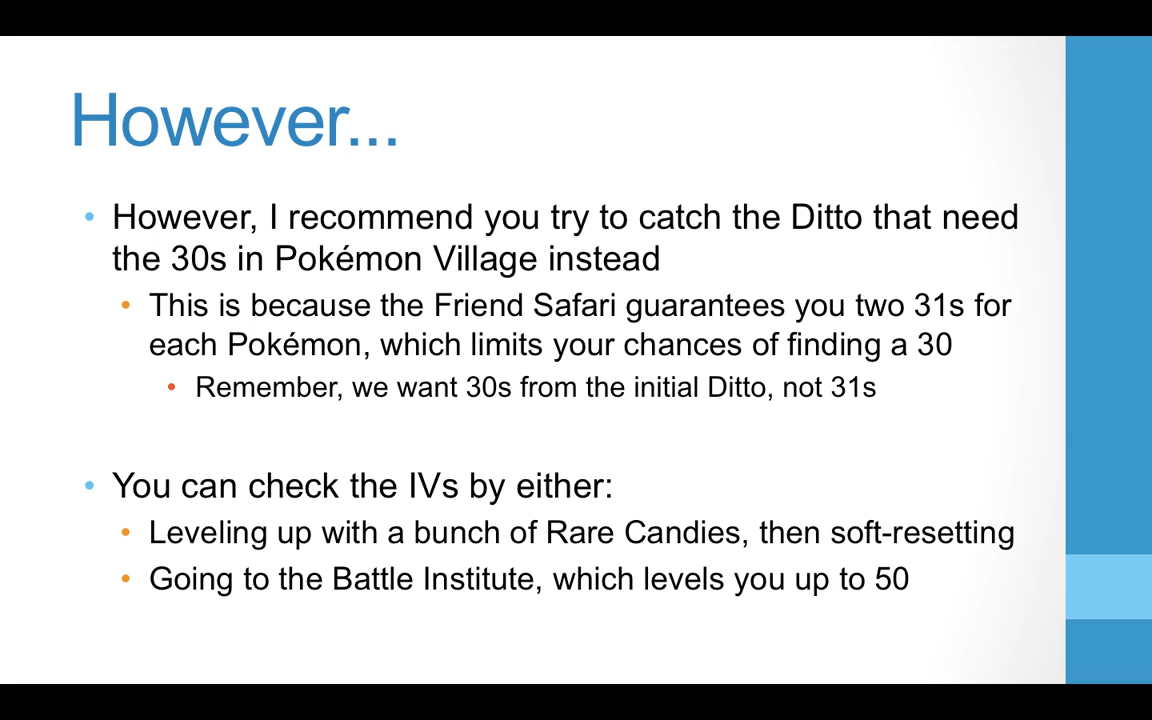 However...
• However, I recommend you try to catch the Ditto that need
the 30s in Pokémon Village instead
• This is because the Friend Safari guarantees you two 31s for
each Pokémon, which limits your chances of finding a 30
• Remember, we want 30s from the initial Ditto, not 31s
• You can check the IVs by either:
• Leveling up with a bunch of Rare Candies, then soft-resetting
• Going to the Battle Institute, which levels you up to 50